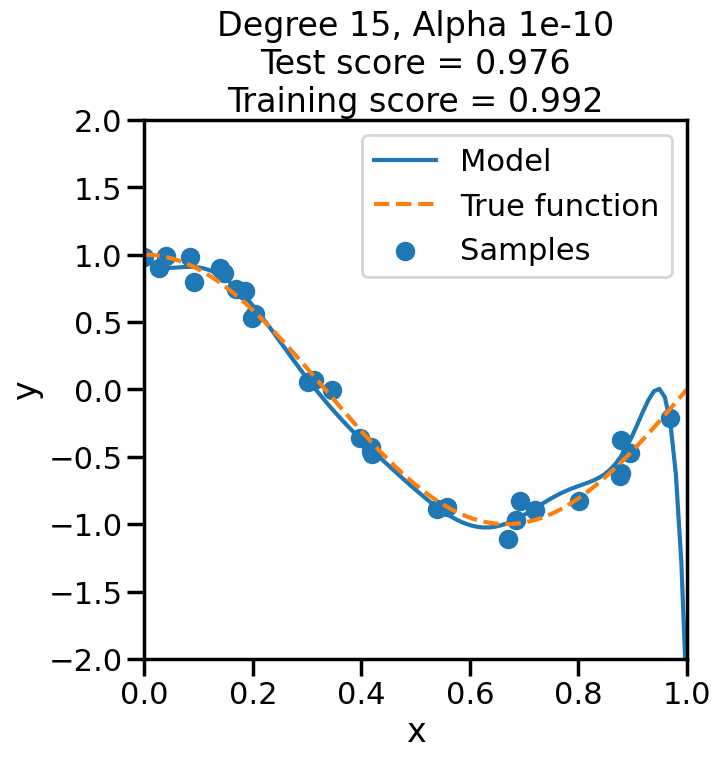 Degree 15, Alpha 1e-10
Test score = 0.976
Training score = 0.992
Model
True function
Samples
2.0
1.5
1.0
0.5
0.0
−0.5
−1.0
−1.5
−2.0
y
0.0 0.2 0.4 0.6 0.8 1.0
x